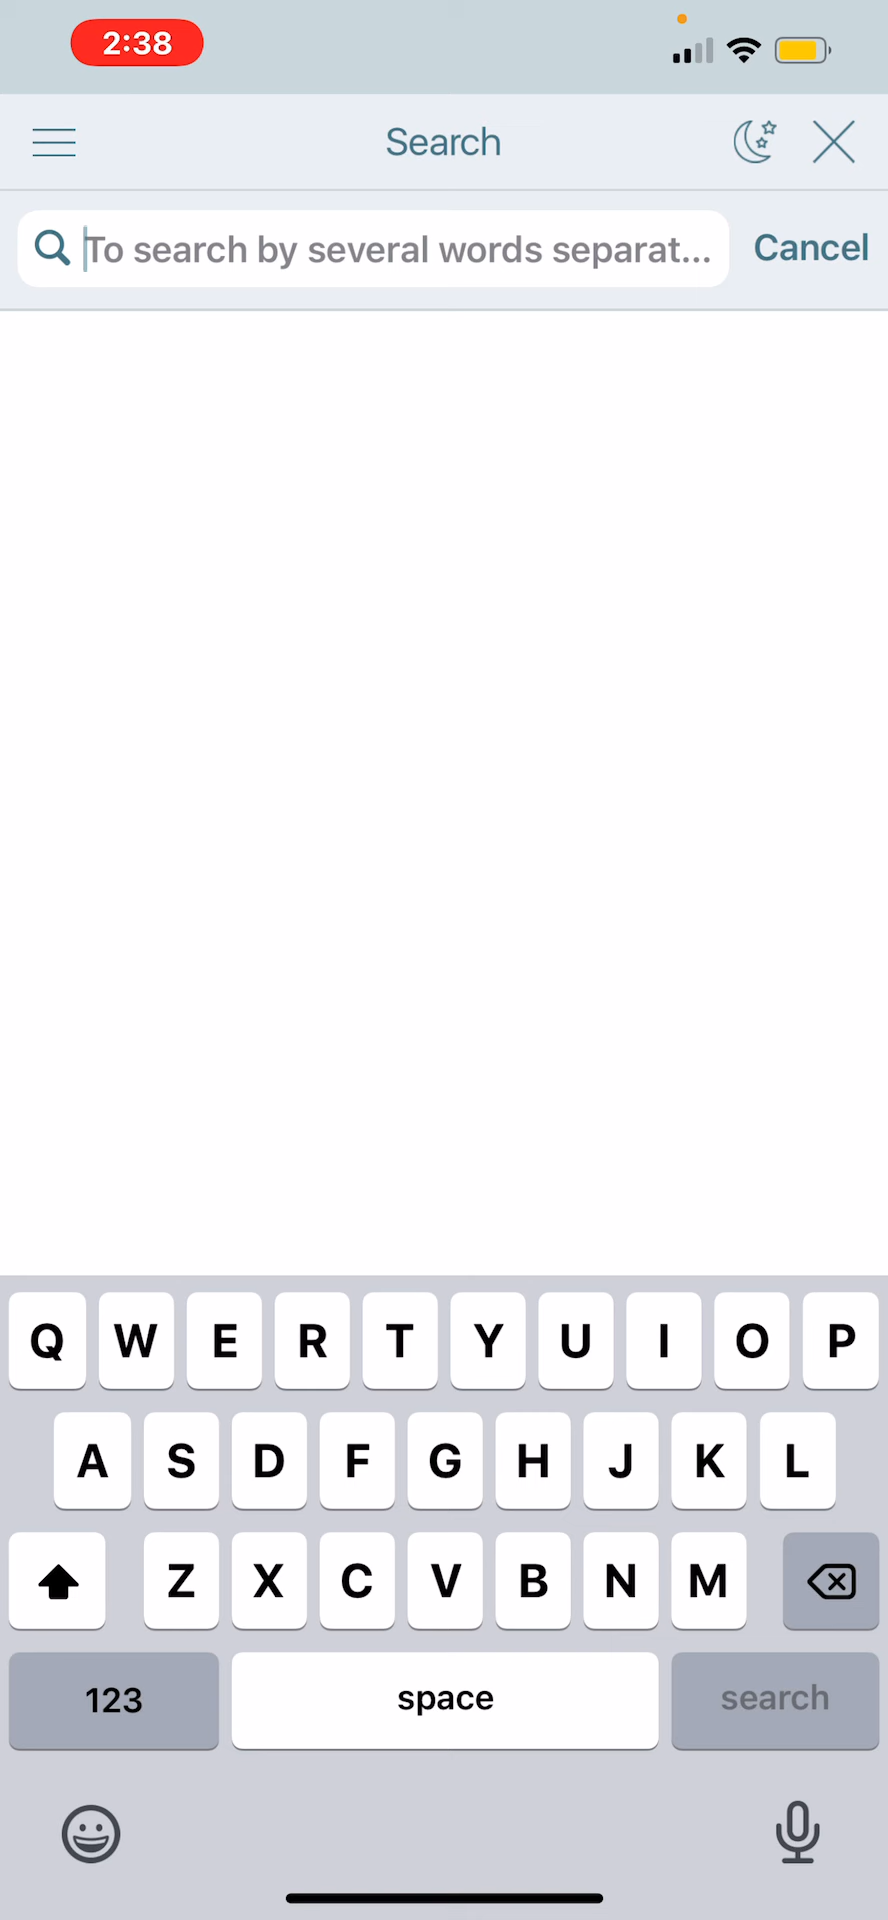 2:38
Search
To search by several words separat...
Cancel
Q W E R T Y U I O P
A S D F G H J K L
Z X C V B N M
123 space search